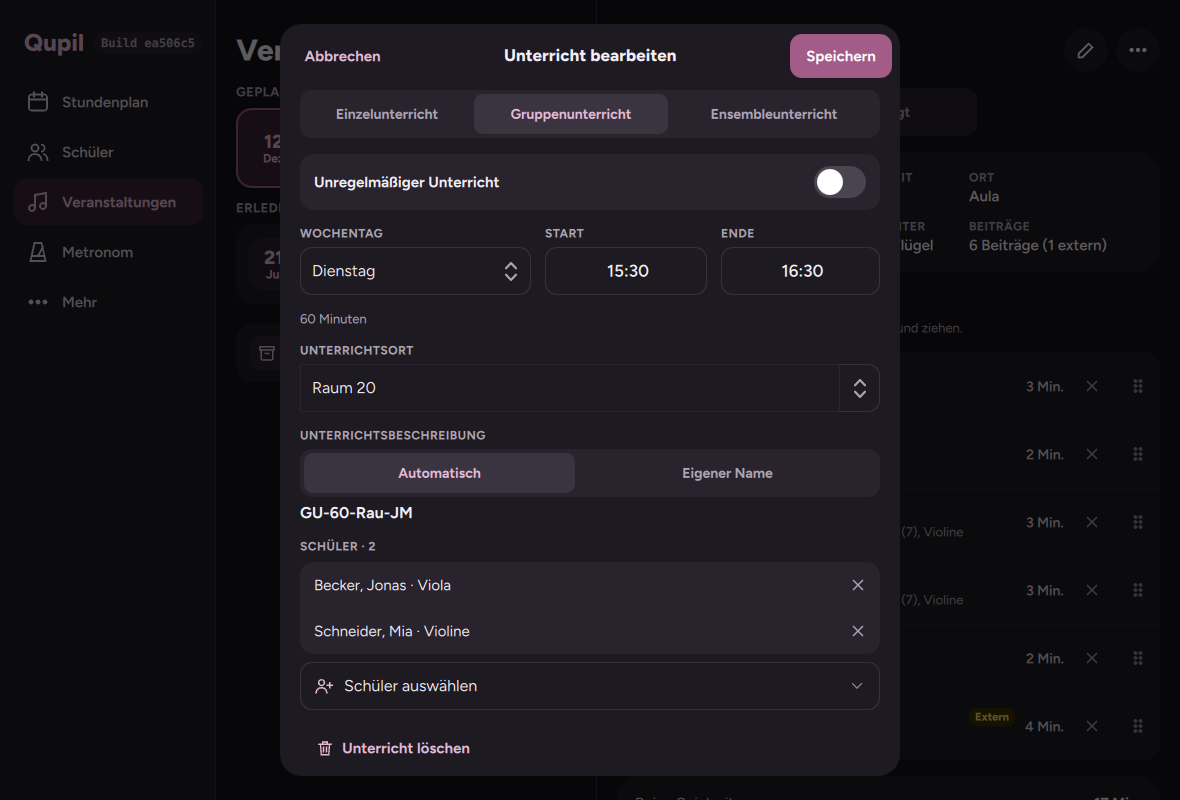 Qupil
Build ea506c5
Stundenplan
Schüler
Veranstaltungen
Metronom
Mehr
Abbrechen
Unterricht bearbeiten
Speichern
Einzelunterricht
Gruppenunterricht
Ensembleunterricht
Unregelmäßiger Unterricht
WOCHENTAG
START
ENDE
Dienstag
15:30
16:30
60 Minuten
UNTERRICHTSORT
Raum 20
UNTERRICHTSBESCHREIBUNG
Automatisch
Eigener Name
GU-60-Rau-JM
SCHÜLER · 2
Becker, Jonas · Viola
Schneider, Mia · Violine
Schüler auswählen
Unterricht löschen
ORT
Aula
BEITRÄGE
6 Beiträge (1 extern)
und ziehen.
3 Min.
2 Min.
(7), Violine
3 Min.
(7), Violine
3 Min.
2 Min.
Extern
4 Min.